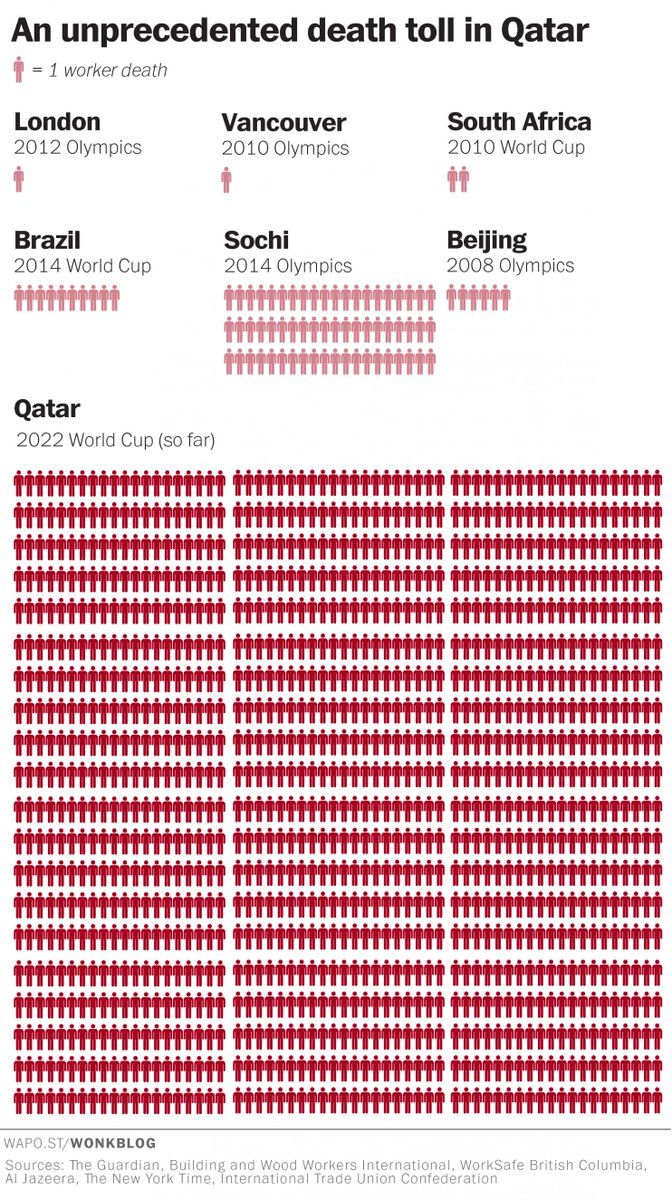 An unprecedented death toll in Qatar
= 1 worker death
London
2012 Olympics
Vancouver
2010 Olympics
South Africa
2010 World Cup
Brazil
2014 World Cup
Sochi
2014 Olympics
Beijing
2008 Olympics
Qatar
2022 World Cup (so far)
WAPO.ST/WONKBLOG
Sources: The Guardian, Building and Wood Workers International, WorkSafe British Columbia,
Al Jazeera, The New York Time, International Trade Union Confederation